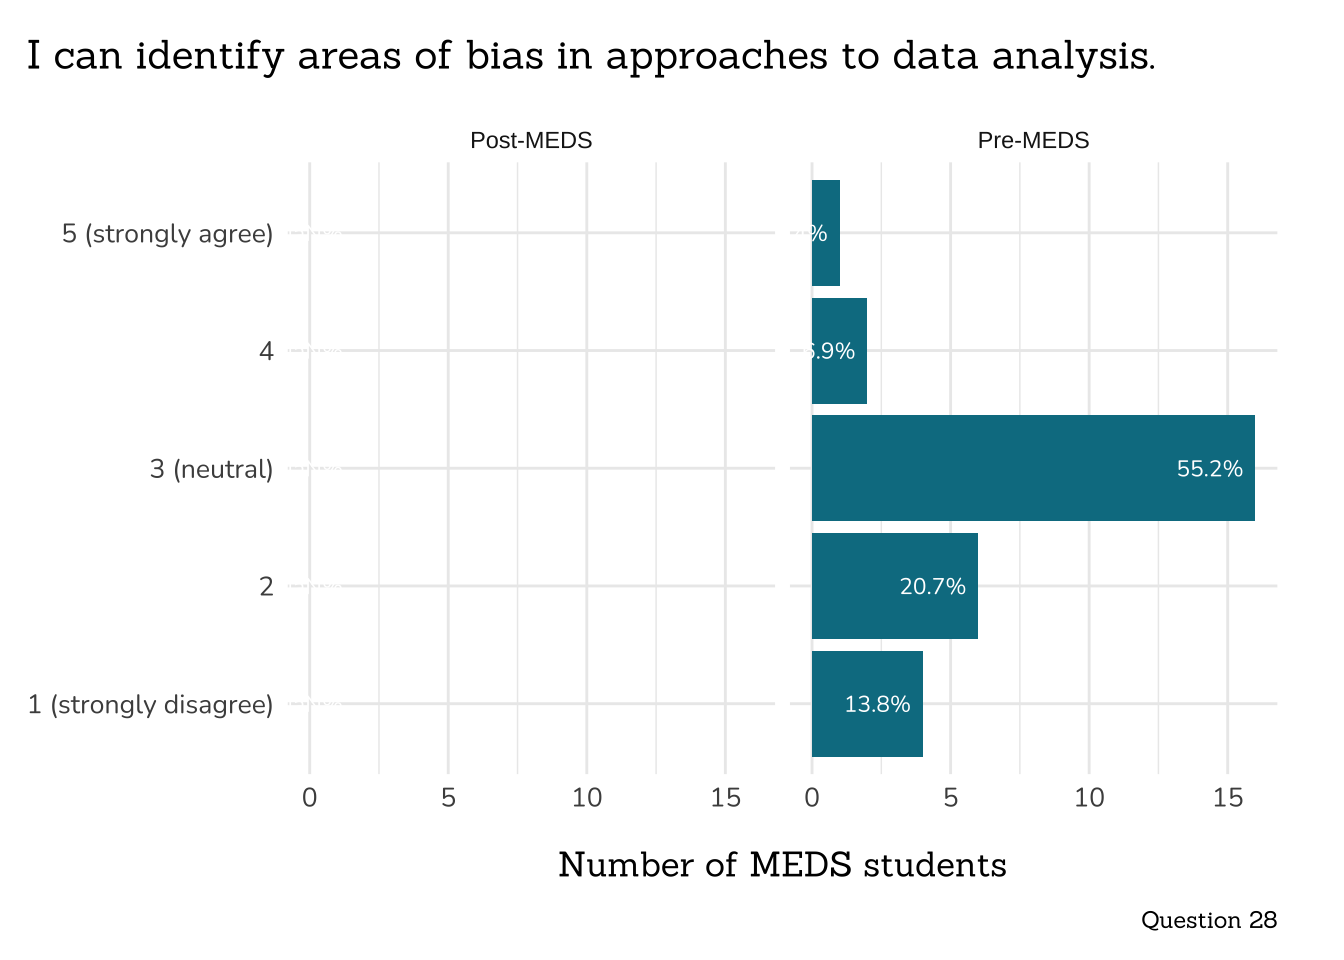 I can identify areas of bias in approaches to data analysis.
Post-MEDS Pre-MEDS
5 (strongly agree) %
4 6.9%
3 (neutral) 55.2%
2 20.7%
1 (strongly disagree) 13.8%
0 5 10 15 0 5 10 15
Number of MEDS students
Question 28